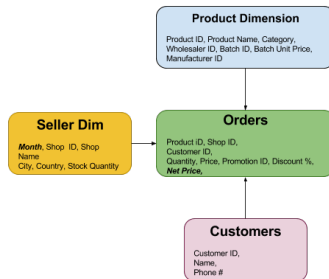 Product Dimension
Product ID, Product Name, Category,
Wholesaler ID, Batch ID, Batch Unit Price,
Manufacturer ID
Seller Dim
Month, Shop ID, Shop
Name
City, Country, Stock Quantity
Orders
Product iD, Shop ID,
Customer ID,
Quantity, Price, Promotion ID, Discount %,
Net Price,
Customers
Customer ID,
Name,
Phone #